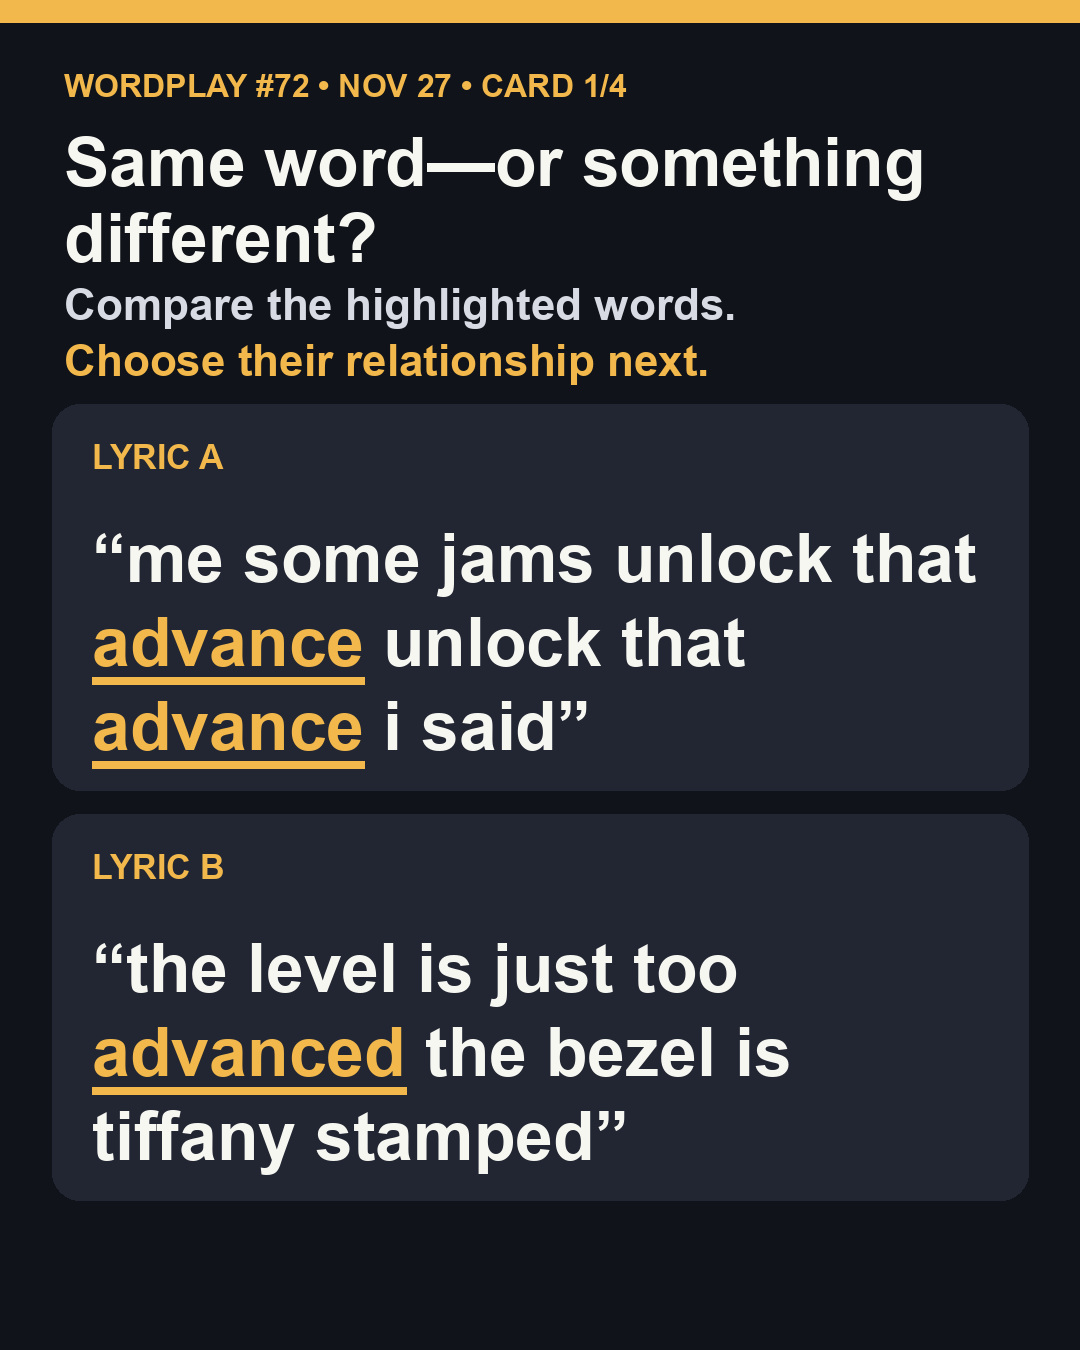 WORDPLAY #72 • NOV 27 • CARD 1/4
Same word—or something
different?
Compare the highlighted words.
Choose their relationship next.
LYRIC A
“me some jams unlock that
advance unlock that
advance i said”
LYRIC B
“the level is just too
advanced the bezel is
tiffany stamped”